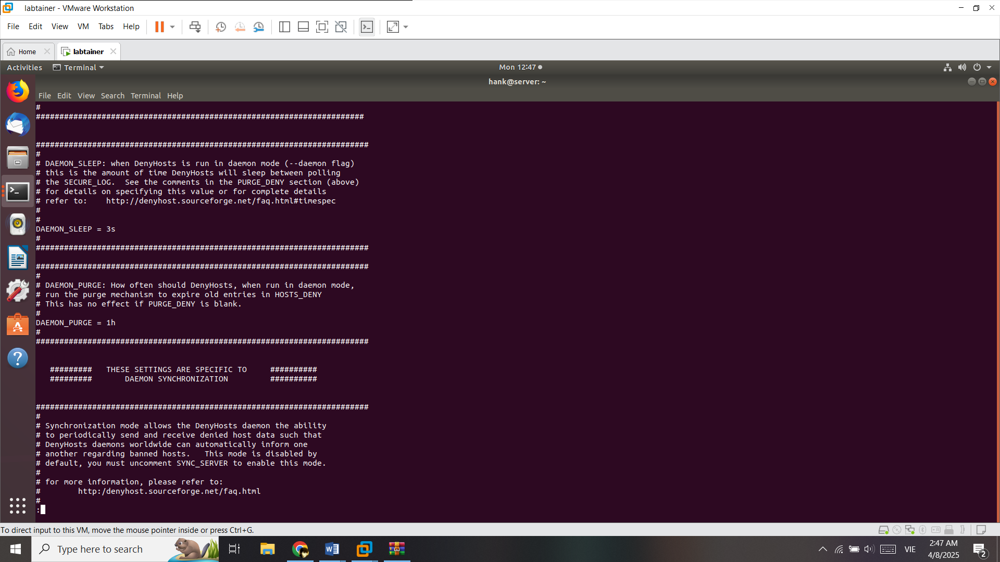 labtainer - VMware Workstation
File Edit View VM Tabs Help
Home
labtainer
Activities Terminal Mon 12:47
hank@server: ~
File Edit View Search Terminal Help
#
######################################################################


#######################################################################
#
# DAEMON_SLEEP: when DenyHosts is run in daemon mode (--daemon flag)
# this is the amount of time DenyHosts will sleep between polling
# the SECURE_LOG.  See the comments in the PURGE_DENY section (above)
# for details on specifying this value or for complete details
# refer to:    http://denyhost.sourceforge.net/faq.html#timespec
#
#
DAEMON_SLEEP = 3s
#
#######################################################################

#######################################################################
#
# DAEMON_PURGE: How often should DenyHosts, when run in daemon mode,
# run the purge mechanism to expire old entries in HOSTS_DENY
# This has no effect if PURGE_DENY is blank.
#
DAEMON_PURGE = 1h
#
#######################################################################


   #########   THESE SETTINGS ARE SPECIFIC TO     ##########
   #########       DAEMON SYNCHRONIZATION         ##########


#######################################################################
#
# Synchronization mode allows the DenyHosts daemon the ability
# to periodically send and receive denied host data such that
# DenyHosts daemons worldwide can automatically inform one
# another regarding banned hosts.   This mode is disabled by
# default, you must uncomment SYNC_SERVER to enable this mode.
#
# for more information, please refer to:
#        http:/denyhost.sourceforge.net/faq.html
#
:
To direct input to this VM, move the mouse pointer inside or press Ctrl+G.
Type here to search
VIE
2:47 AM
4/8/2025
2